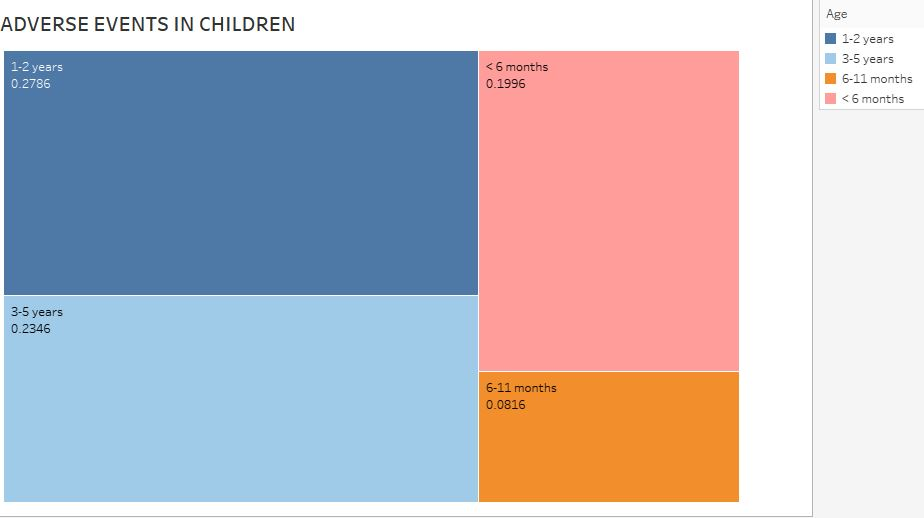 ADVERSE EVENTS IN CHILDREN
1-2 years
0.2786
3-5 years
0.2346
< 6 months
0.1996
6-11 months
0.0816
Age
1-2 years
3-5 years
6-11 months
< 6 months